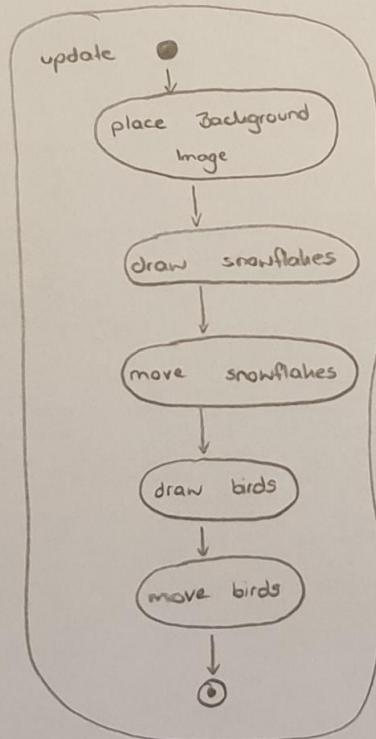 update
place Background
Image
draw snowflakes
move snowflakes
draw birds
move birds